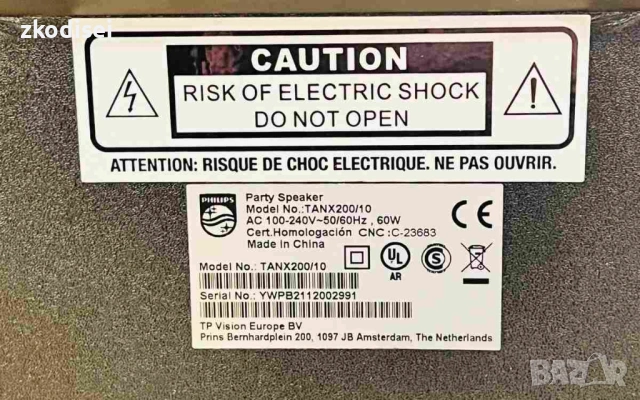 zkodisei
CAUTION
RISK OF ELECTRIC SHOCK
DO NOT OPEN
ATTENTION: RISQUE DE CHOC ELECTRIQUE. NE PAS OUVRIR.
PHILIPS
Party Speaker
Model No.:TANX200/10
AC 100-240V~50/60Hz , 60W
Cert.Homologación CNC :C-23683
Made in China
CE
UL
AR
S
Model No.: TANX200/10
Serial No.: YWPB2112002991
TP Vision Europe BV
Prins Bernhardplein 200, 1097 JB Amsterdam, The Netherlands
BAZAR